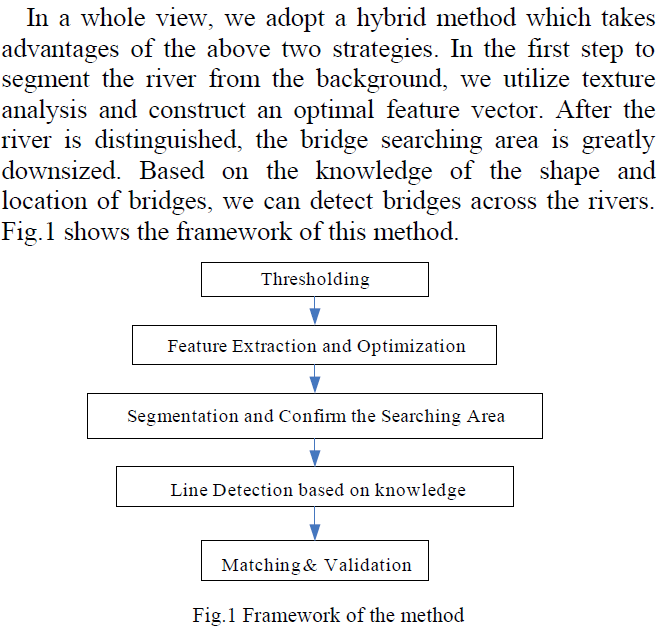 In a whole view, we adopt a hybrid method which takes
advantages of the above two strategies. In the first step to
segment the river from the background, we utilize texture
analysis and construct an optimal feature vector. After the
river is distinguished, the bridge searching area is greatly
downsized. Based on the knowledge of the shape and
location of bridges, we can detect bridges across the rivers.
Fig.1 shows the framework of this method.
Thresholding
Feature Extraction and Optimization
Segmentation and Confirm the Searching Area
Line Detection based on knowledge
Matching& Validation
Fig.1 Framework of the method